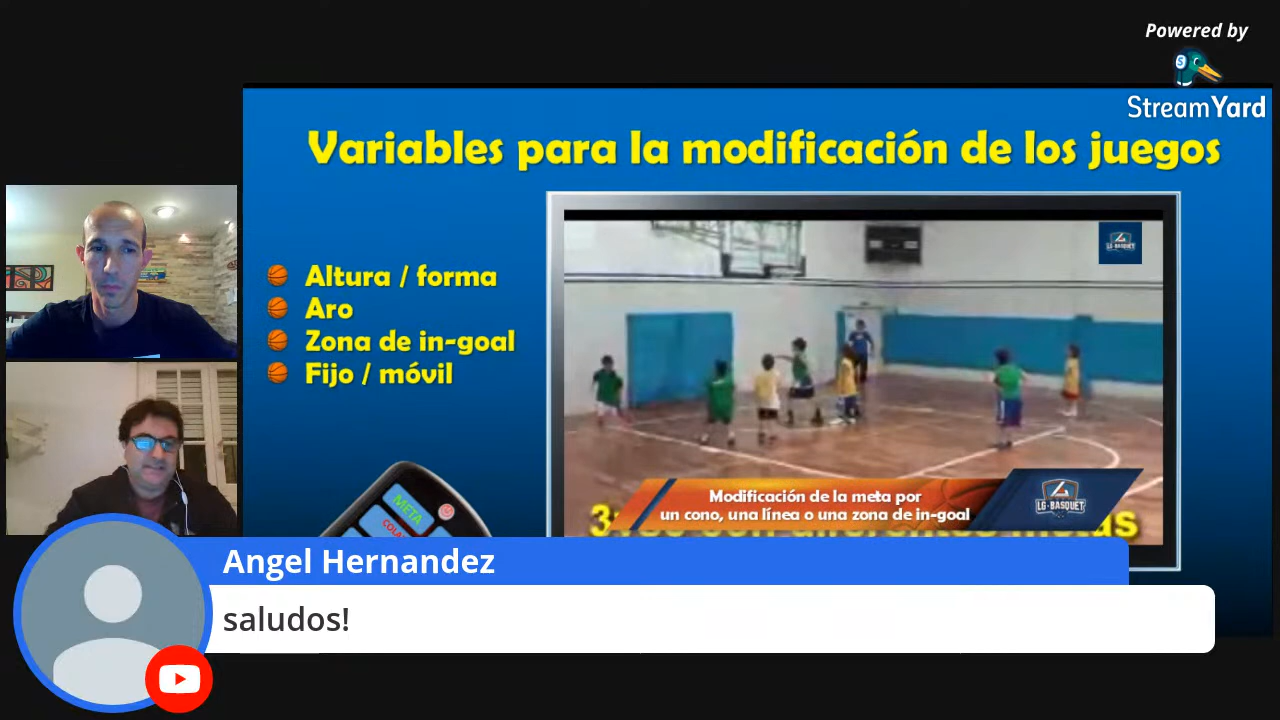 Powered by
StreamYard
Variables para la modificación de los juegos
Altura / forma
Aro
Zona de in-goal
Fijo / móvil
LG-BASQUET
META
Modificación de la meta por
un cono, una línea o una zona de in-goal
LG-BASQUET
Angel Hernandez
saludos!